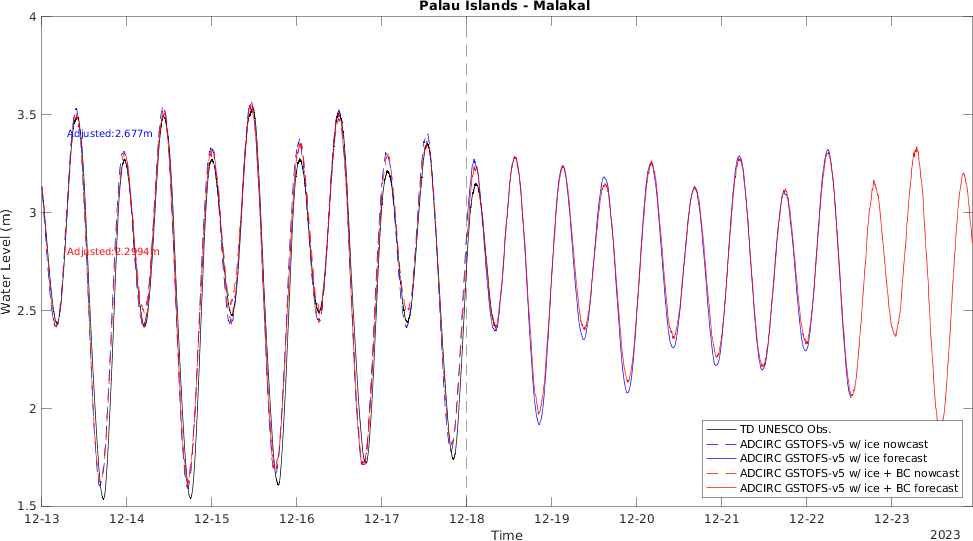 Palau Islands - Malakal
4
3.5
3
2.5
2
1.5
Water Level (m)
Adjusted:2.677m
Adjusted:2.2994m
TD UNESCO Obs.
ADCIRC GSTOFS-v5 w/ ice nowcast
ADCIRC GSTOFS-v5 w/ ice forecast
ADCIRC GSTOFS-v5 w/ ice + BC nowcast
ADCIRC GSTOFS-v5 w/ ice + BC forecast
12-13 12-14 12-15 12-16 12-17 12-18 12-19 12-20 12-21 12-22 12-23
Time
2023